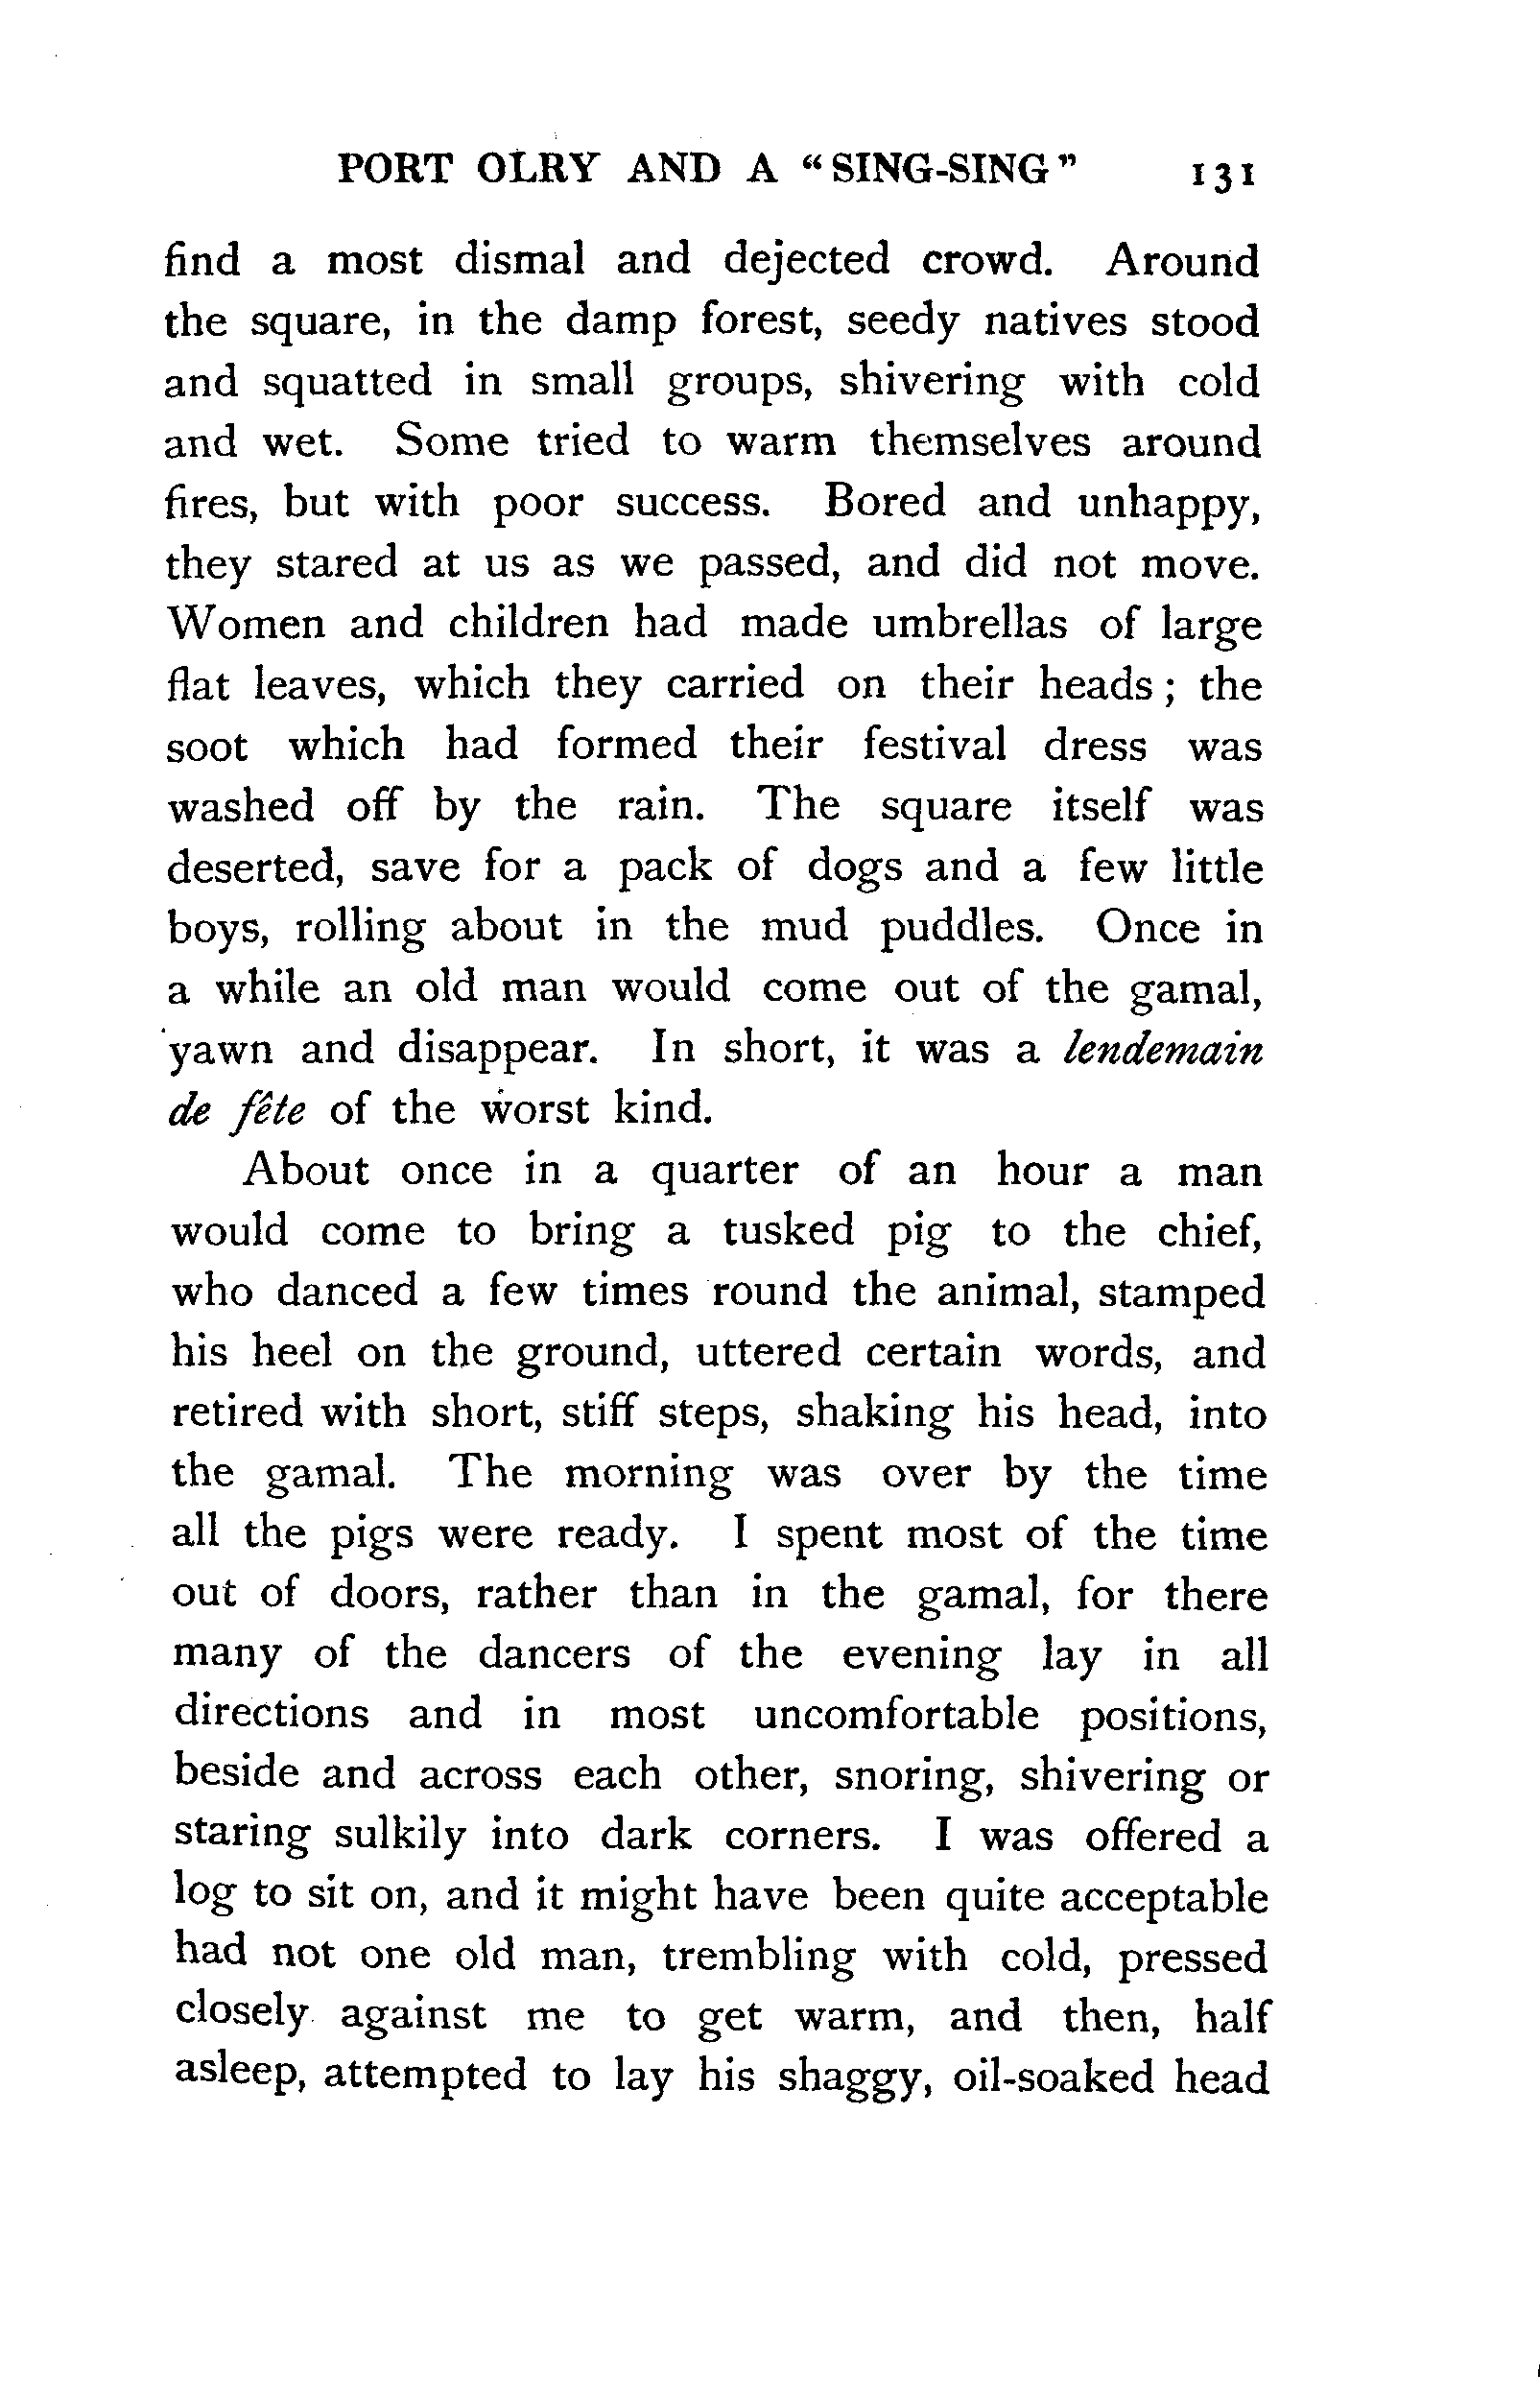 PORT OLRY AND A “SING-SING” 131
find a most dismal and dejected crowd. Around
the square, in the damp forest, seedy natives stood
and squatted in small groups, shivering with cold
and wet. Some tried to warm themselves around
fires, but with poor success. Bored and unhappy,
they stared at us as we passed, and did not move.
Women and children had made umbrellas of large
flat leaves, which they carried on their heads; the
soot which had formed their festival dress was
washed off by the rain. The square itself was
deserted, save for a pack of dogs and a few little
boys, rolling about in the mud puddles. Once in
a while an old man would come out of the gamal,
yawn and disappear. In short, it was a lendemain
de fête of the worst kind.
About once in a quarter of an hour a man
would come to bring a tusked pig to the chief,
who danced a few times round the animal, stamped
his heel on the ground, uttered certain words, and
retired with short, stiff steps, shaking his head, into
the gamal. The morning was over by the time
all the pigs were ready. I spent most of the time
out of doors, rather than in the gamal, for there
many of the dancers of the evening lay in all
directions and in most uncomfortable positions,
beside and across each other, snoring, shivering or
staring sulkily into dark corners. I was offered a
log to sit on, and it might have been quite acceptable
had not one old man, trembling with cold, pressed
closely against me to get warm, and then, half
asleep, attempted to lay his shaggy, oil-soaked head